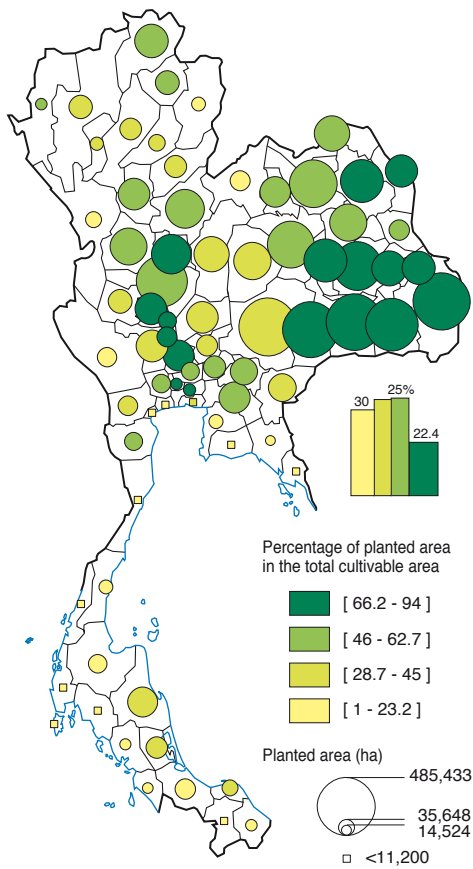 30
25%
22.4
Percentage of planted area
in the total cultivable area
[ 66.2 - 94 ]
[ 46 - 62.7 ]
[ 28.7 - 45 ]
[ 1 - 23.2 ]
Planted area (ha)
485,433
35,648
14,524
<11,200